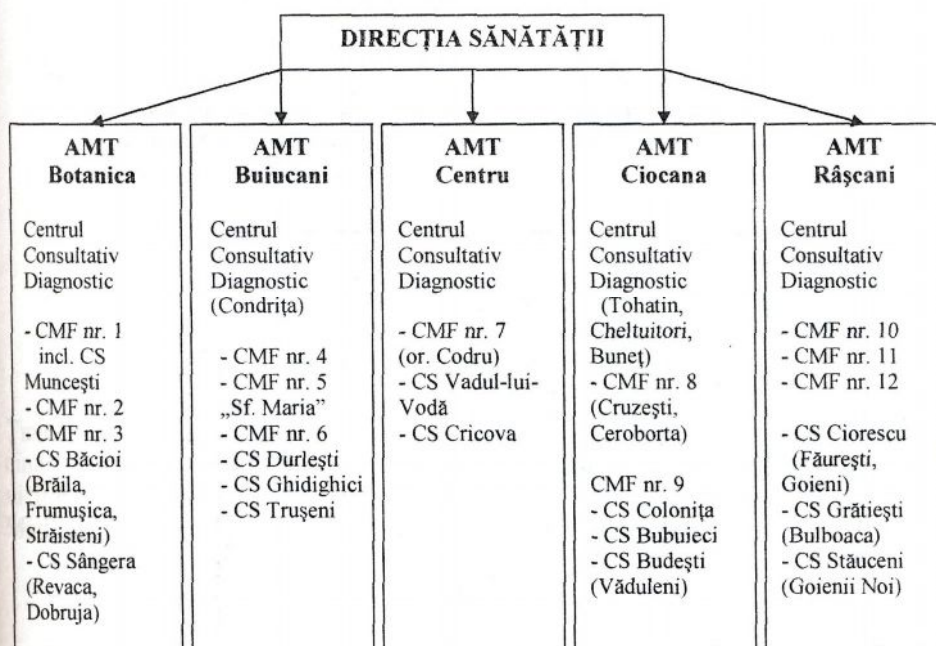 DIRECȚIA SĂNĂTĂȚII
AMT
Botanica
Centrul
Consultativ
Diagnostic
- CMF nr. 1
incl. CS
Muncești
- CMF nr. 2
- CMF nr. 3
- CS Băcioi
(Brăila,
Frumușica,
Străisteni)
- CS Sângera
(Revaca,
Dobruja)
AMT
Buiucani
Centrul
Consultativ
Diagnostic
(Condrița)
- CMF nr. 4
- CMF nr. 5
„Sf. Maria”
- CMF nr. 6
- CS Durlești
- CS Ghidighici
- CS Trușeni
AMT
Centru
Centrul
Consultativ
Diagnostic
- CMF nr. 7
(or. Codru)
- CS Vadul-lui-
Vodă
- CS Cricova
AMT
Ciocana
Centrul
Consultativ
Diagnostic
(Tohatin,
Cheltuitori,
Buneț)
- CMF nr. 8
(Cruzești,
Ceroborta)
CMF nr. 9
- CS Colonița
- CS Bubuieci
- CS Budești
(Văduleni)
AMT
Râșcani
Centrul
Consultativ
Diagnostic
- CMF nr. 10
- CMF nr. 11
- CMF nr. 12
- CS Ciorescu
(Făurești,
Goieni)
- CS Grătiești
(Bulboaca)
- CS Stăuceni
(Goienii Noi)